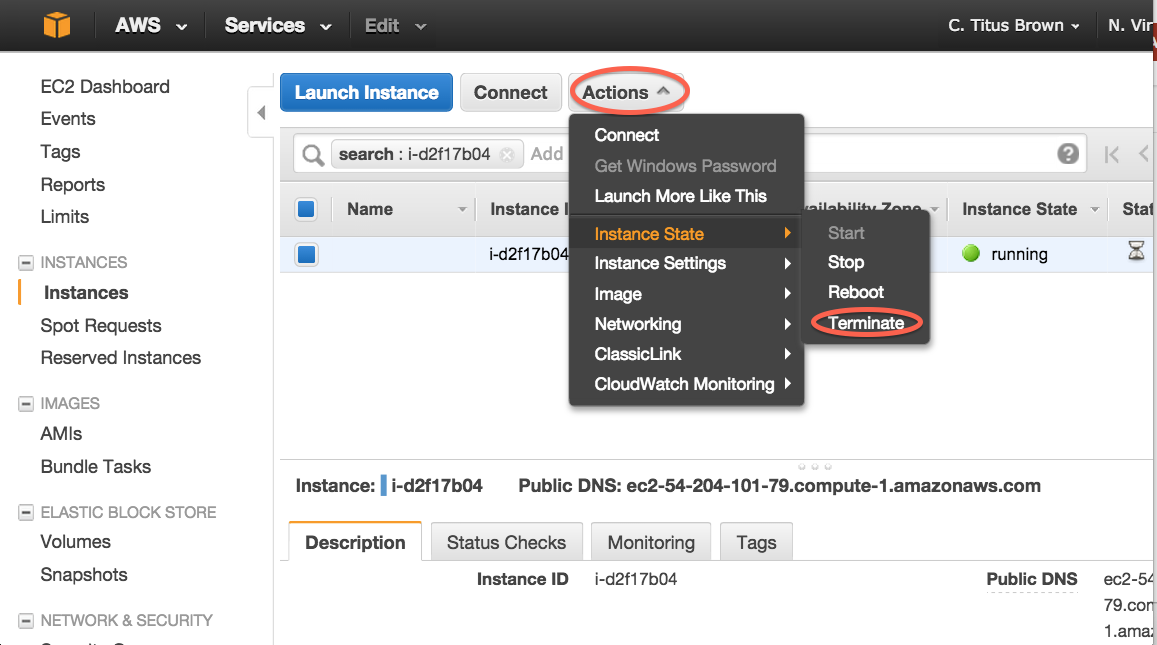 AWS Services Edit C. Titus Brown N. Vir
EC2 Dashboard
Events
Tags
Reports
Limits
INSTANCES
Instances
Spot Requests
Reserved Instances
IMAGES
AMIs
Bundle Tasks
ELASTIC BLOCK STORE
Volumes
Snapshots
NETWORK & SECURITY
Launch Instance Connect Actions
search : i-d2f17b04 Add
Name Instance I Availability Zone Instance State Stat
i-d2f17b04 running
Connect
Get Windows Password
Launch More Like This
Instance State
Instance Settings
Image
Networking
ClassicLink
CloudWatch Monitoring
Start
Stop
Reboot
Terminate
Instance: i-d2f17b04 Public DNS: ec2-54-204-101-79.compute-1.amazonaws.com
Description Status Checks Monitoring Tags
Instance ID i-d2f17b04 Public DNS ec2-54
79.com
1.amaz